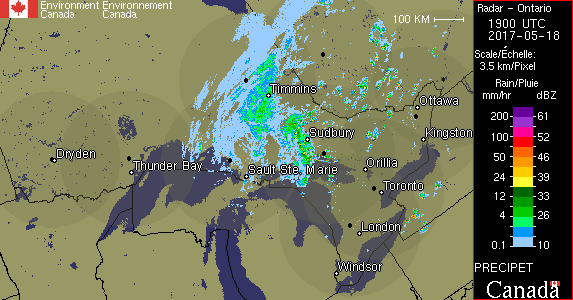 Environment Environnement
Canada Canada
100 KM
Timmins
Ottawa
Sudbury
Kingston
Dryden
Thunder Bay
Sault Ste. Marie
Orillia
Toronto
London
Windsor
Radar - Ontario
1900 UTC
2017-05-18
Scale/Échelle:
3.5 km/Pixel
Rain/Pluie
mm/hr dBZ
200 61
100 52
50 46
24 39
12 33
4 26
0.1 10
PRECIPET
Canada